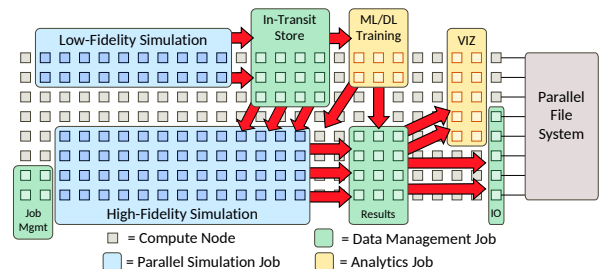 In-Transit
Store
ML/DL
Training
Low-Fidelity Simulation
VIZ
Parallel
File
System
Job
Mgmt
High-Fidelity Simulation
Results
IO
= Compute Node
= Data Management Job
= Parallel Simulation Job
= Analytics Job